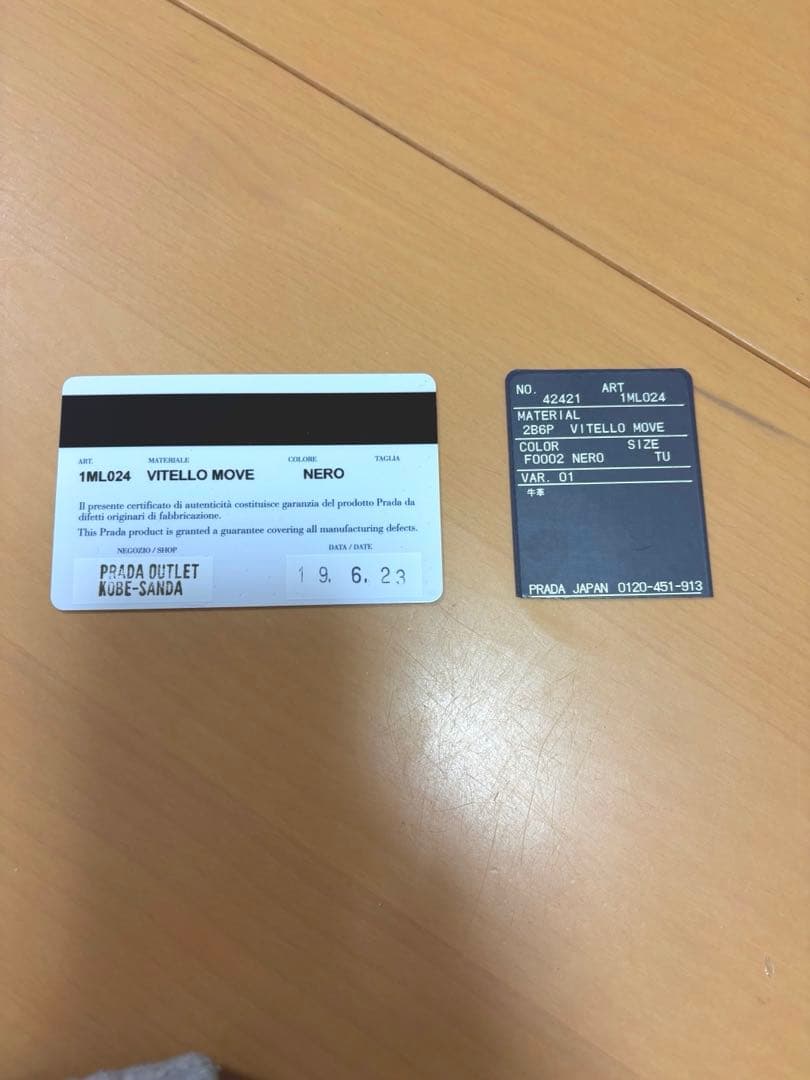 ART. MATERIALE COLORE TAGLIA
1ML024 VITELLO MOVE NERO
Il presente certificato di autenticità costituisce garanzia del prodotto Prada da
difetti originari di fabbricazione.
This Prada product is granted a guarantee covering all manufacturing defects.
NEGOZIO / SHOP DATA / DATE
PRADA OUTLET
KOBE-SANDA
19. 6. 23
NO. ART
42421 1ML024
MATERIAL
2B6P VITELLO MOVE
COLOR SIZE
F0002 NERO TU
VAR. 01
牛革
PRADA JAPAN 0120-451-913